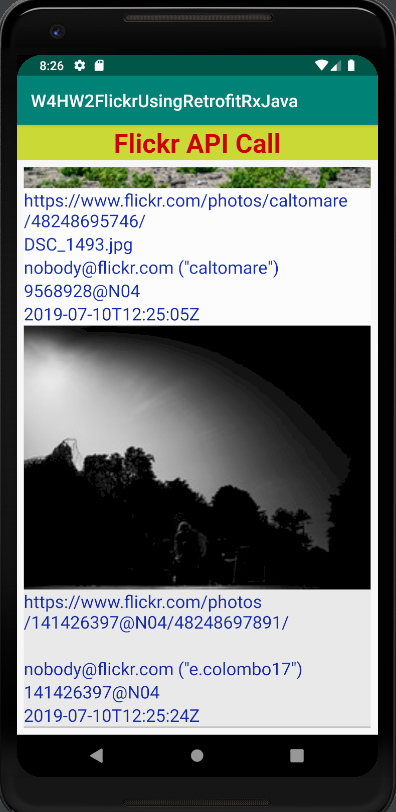 8:26
W4HW2FlickrUsingRetrofitRxJava
Flickr API Call
https://www.flickr.com/photos/caltomare
/48248695746/
DSC_1493.jpg
nobody@flickr.com ("caltomare")
9568928@N04
2019-07-10T12:25:05Z
https://www.flickr.com/photos
/141426397@N04/48248697891/
nobody@flickr.com ("e.colombo17")
141426397@N04
2019-07-10T12:25:24Z